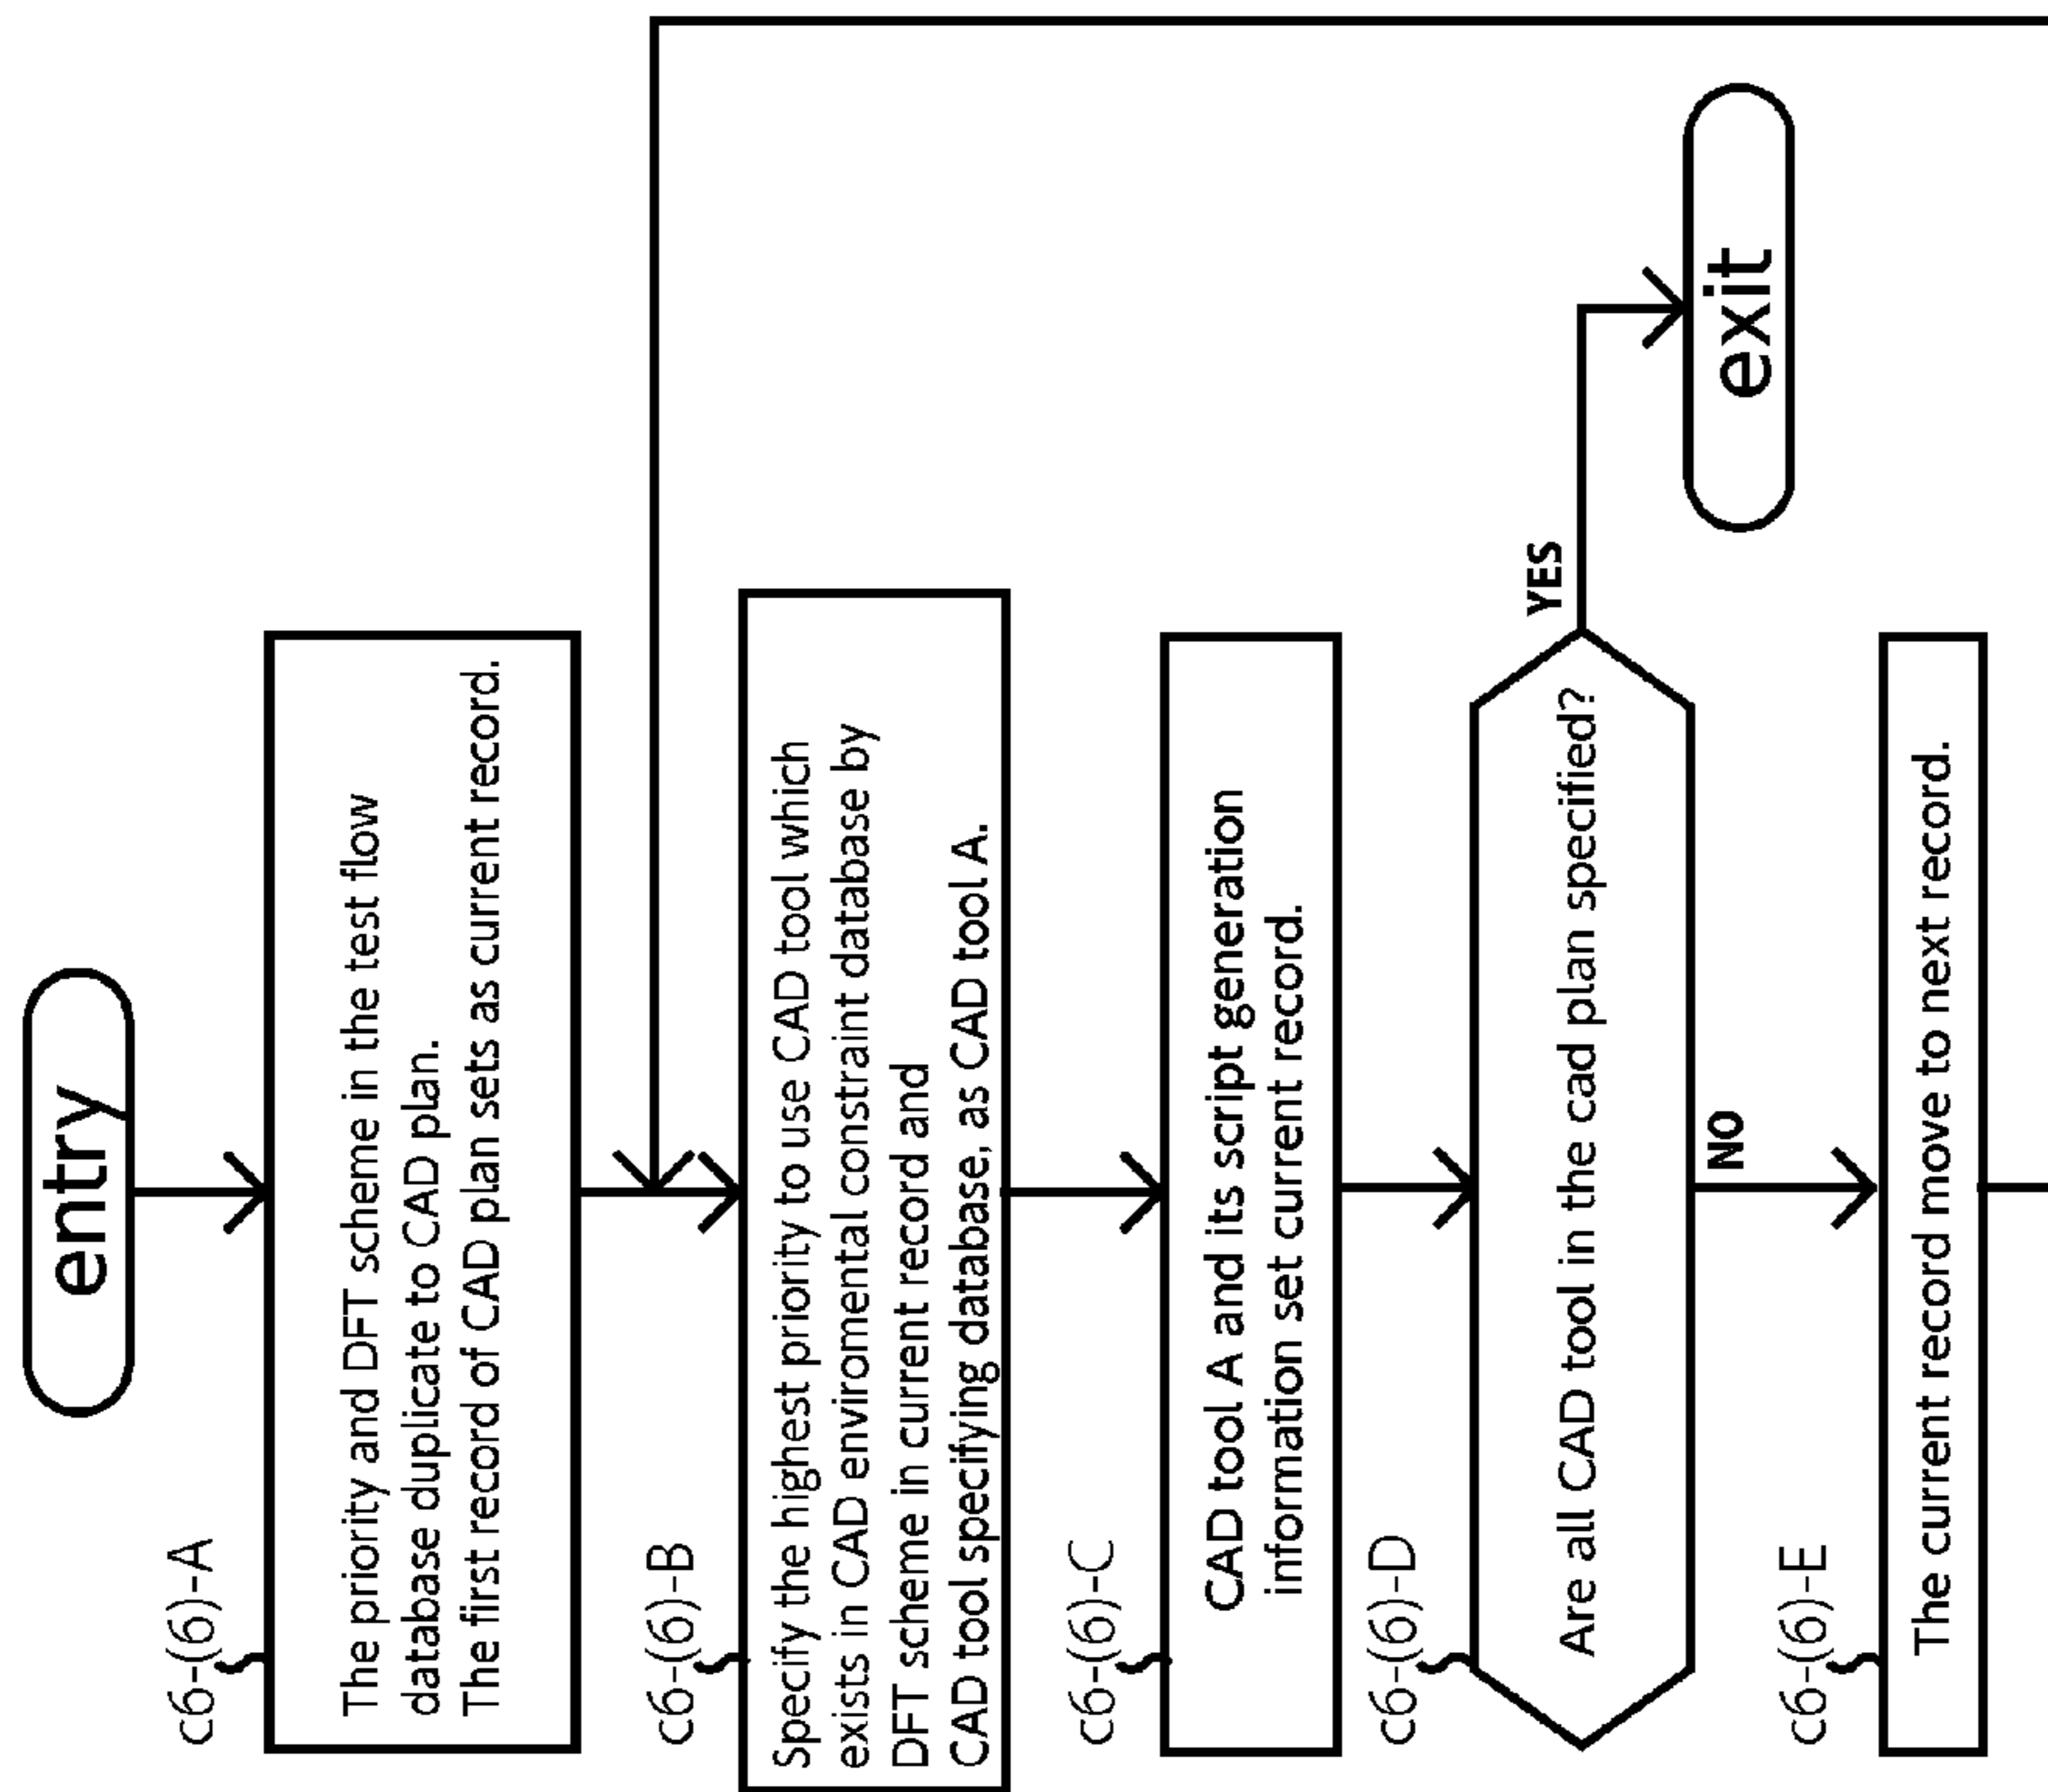 entry
c6-(6)-A
The priority and DFT scheme in the test flow
database duplicate to CAD plan.
The first record of CAD plan sets as current record.
c6-(6)-B
Specify the highest priority to use CAD tool which
exists in CAD enviromental constraint database by
DFT scheme in current record and
CAD tool specifying database, as CAD tool A.
c6-(6)-C
CAD tool A and its script generation
information set current record.
c6-(6)-D
Are all CAD tool in the cad plan specified?
YES
exit
NO
c6-(6)-E
The current record move to next record.